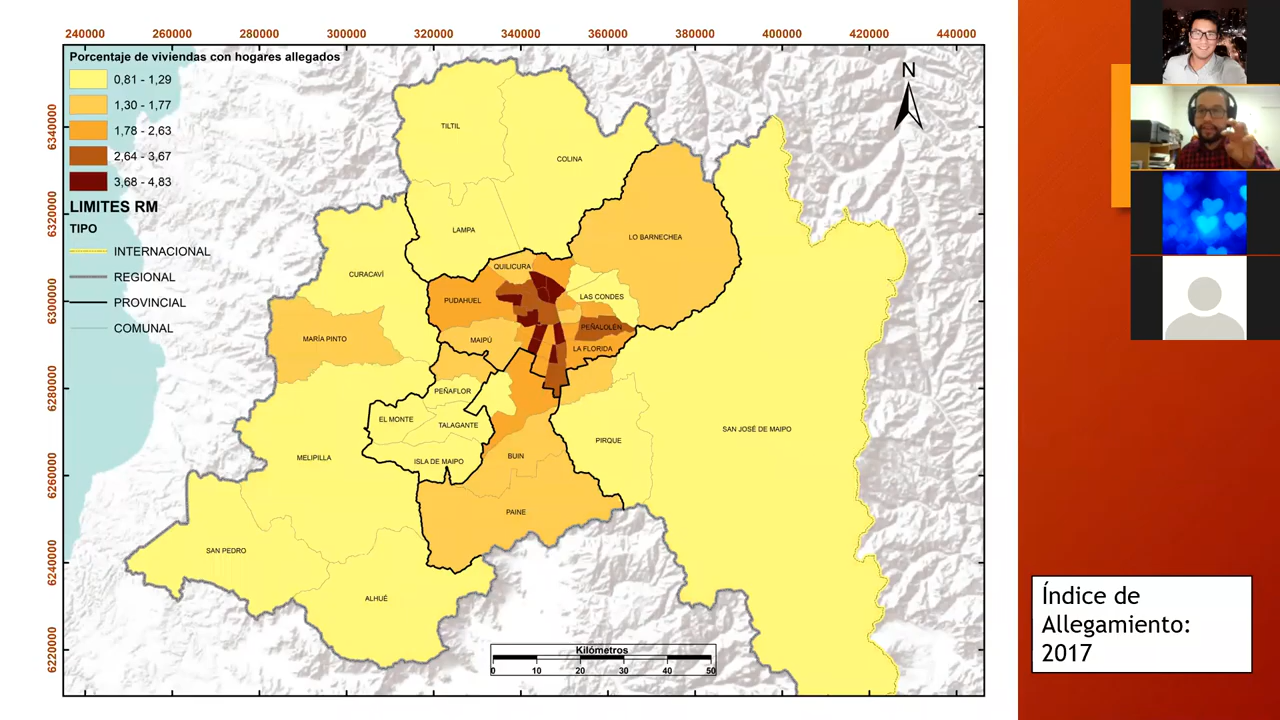 240000 260000 280000 300000 320000 340000 360000 380000 400000 420000 440000
Porcentaje de viviendas con hogares allegados
0,81 - 1,29
1,30 - 1,77
1,78 - 2,63
2,64 - 3,67
3,68 - 4,83
LIMITES RM
TIPO
INTERNACIONAL
REGIONAL
PROVINCIAL
COMUNAL
6340000
6320000
6300000
6280000
6260000
6240000
6220000
N
TILTIL
COLINA
LAMPA
LO BARNECHEA
QUILICURA
CURACAVÍ
LAS CONDES
PUDAHUEL
PEÑALOLÉN
MARÍA PINTO
MAIPÚ
LA FLORIDA
PEÑAFLOR
EL MONTE
TALAGANTE
SAN JOSÉ DE MAIPO
PIRQUE
MELIPILLA
ISLA DE MAIPO
BUIN
PAINE
SAN PEDRO
ALHUÉ
Kilómetros
0 10 20 30 40 50
Índice de
Allegamiento:
2017